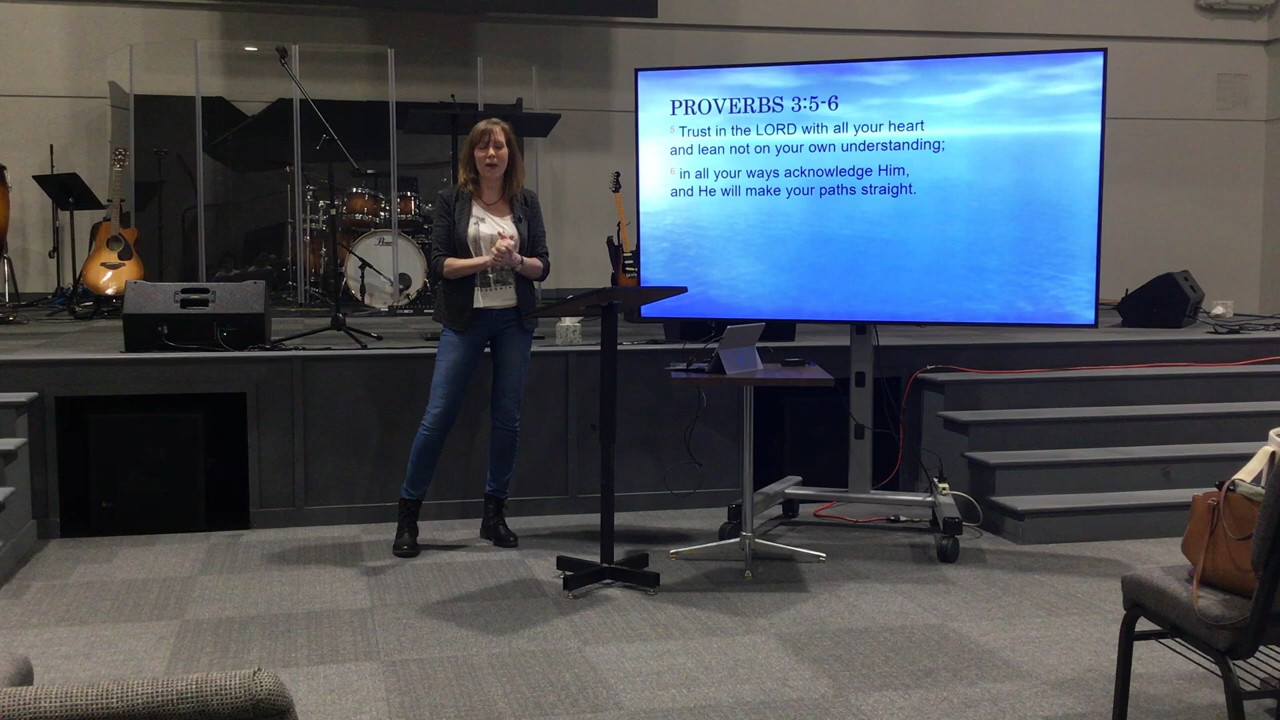 PROVERBS 3:5-6
5 Trust in the LORD with all your heart
and lean not on your own understanding;
6 in all your ways acknowledge Him,
and He will make your paths straight.
Pearl